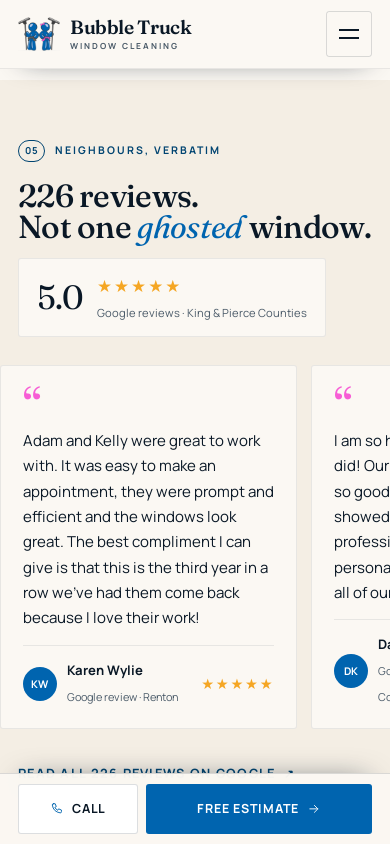 Bubble Truck
WINDOW CLEANING
05 NEIGHBOURS, VERBATIM
226 reviews.
Not one ghosted window.
5.0 ★★★★★
Google reviews · King & Pierce Counties
“
Adam and Kelly were great to work
with. It was easy to make an
appointment, they were prompt and
efficient and the windows look
great. The best compliment I can
give is that this is the third year in a
row we've had them come back
because I love their work!
KW Karen Wylie
Google review · Renton ★★★★★
“
I am so
did! Our
so good
showed
all of
DK
READ ALL 226 REVIEWS ON GOOGLE
CALL
FREE ESTIMATE →